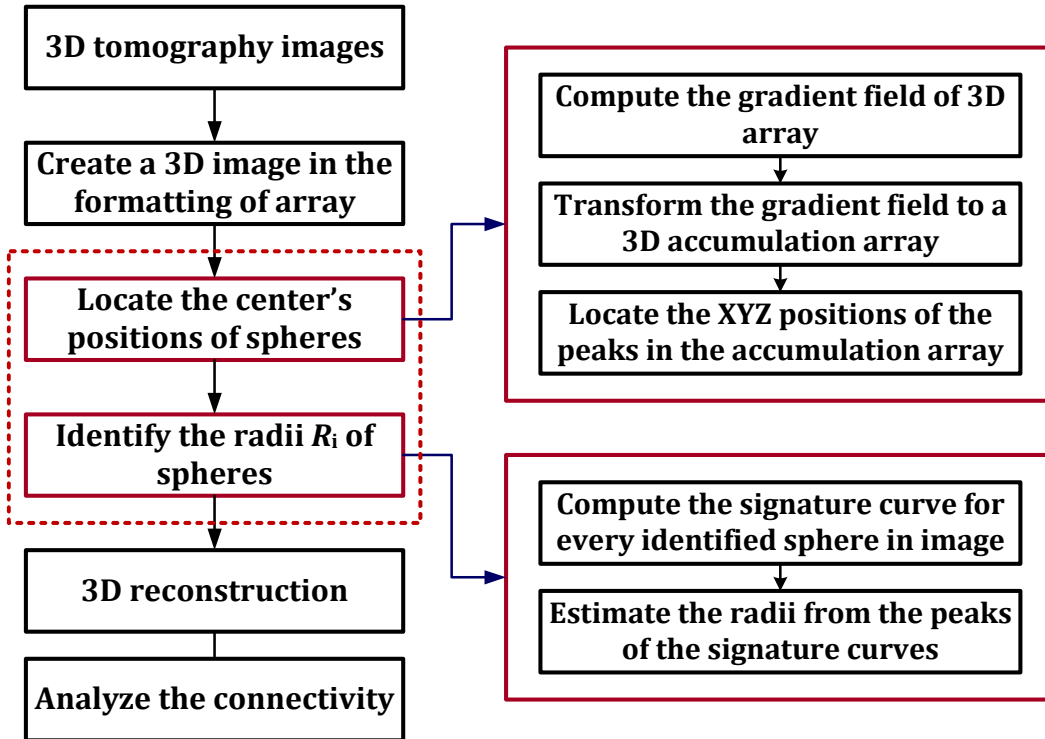 3D tomography images
Create a 3D image in the
formatting of array
Locate the center’s
positions of spheres
Identify the radii Ri of
spheres
3D reconstruction
Analyze the connectivity
Compute the gradient field of 3D
array
Transform the gradient field to a
3D accumulation array
Locate the XYZ positions of the
peaks in the accumulation array
Compute the signature curve for
every identified sphere in image
Estimate the radii from the peaks
of the signature curves